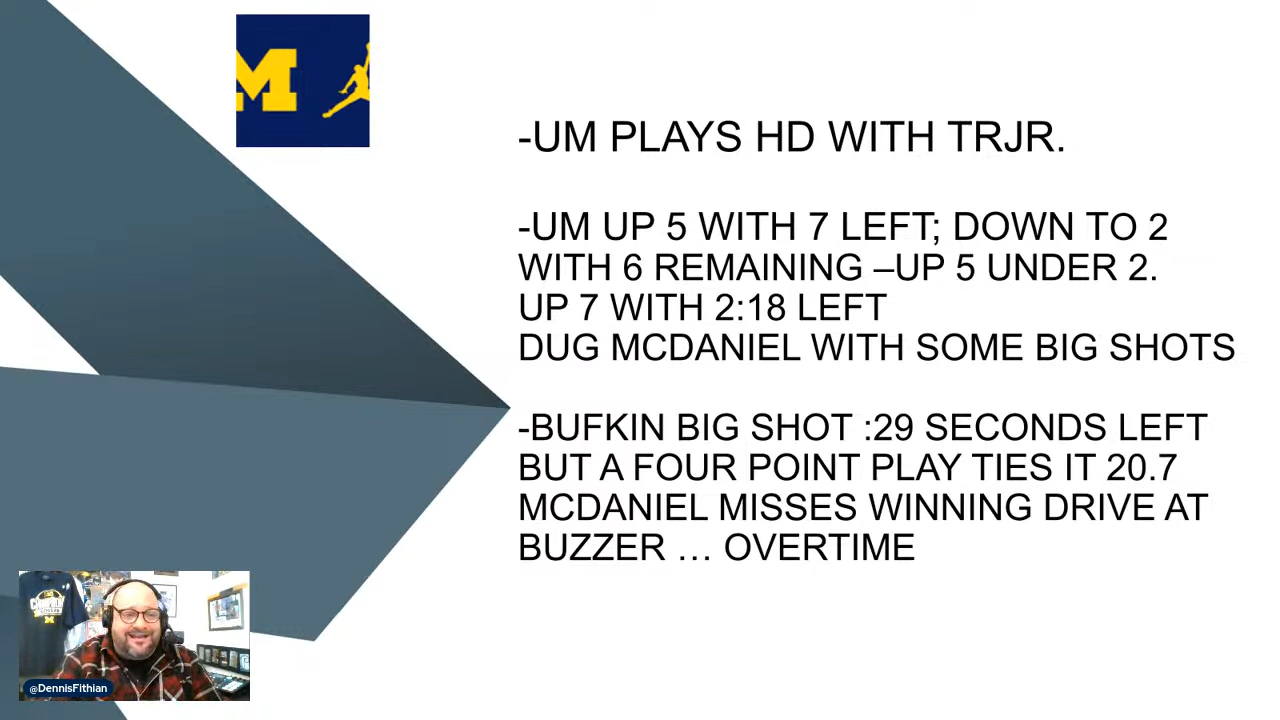 M
-UM PLAYS HD WITH TRJR.
-UM UP 5 WITH 7 LEFT; DOWN TO 2
WITH 6 REMAINING –UP 5 UNDER 2.
UP 7 WITH 2:18 LEFT
DUG MCDANIEL WITH SOME BIG SHOTS
-BUFKIN BIG SHOT :29 SECONDS LEFT
BUT A FOUR POINT PLAY TIES IT 20.7
MCDANIEL MISSES WINNING DRIVE AT
BUZZER … OVERTIME
M
@DennisFithian